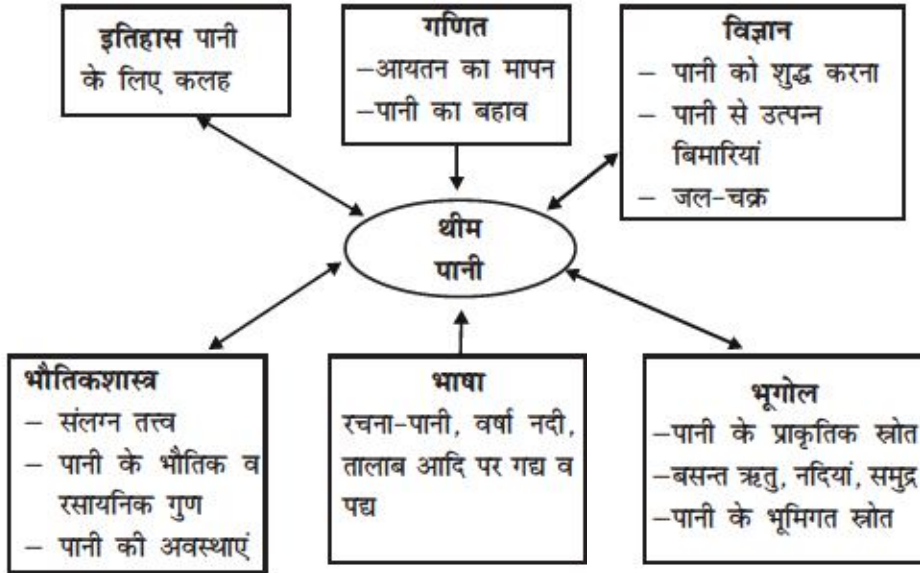 इतिहास पानी
के लिए कलह
गणित
–आयतन का मापन
–पानी का बहाव
विज्ञान
– पानी को शुद्ध करना
– पानी से उत्पन्न
बिमारियां
– जल-चक्र
थीम
पानी
भौतिकशास्त्र
– संलग्न तत्त्व
– पानी के भौतिक व
रसायनिक गुण
– पानी की अवस्थाएं
भाषा
रचना-पानी, वर्षा नदी,
तालाब आदि पर गद्य व
पद्य
भूगोल
–पानी के प्राकृतिक स्रोत
–बसन्त ऋतु, नदियां, समुद्र
–पानी के भूमिगत स्रोत